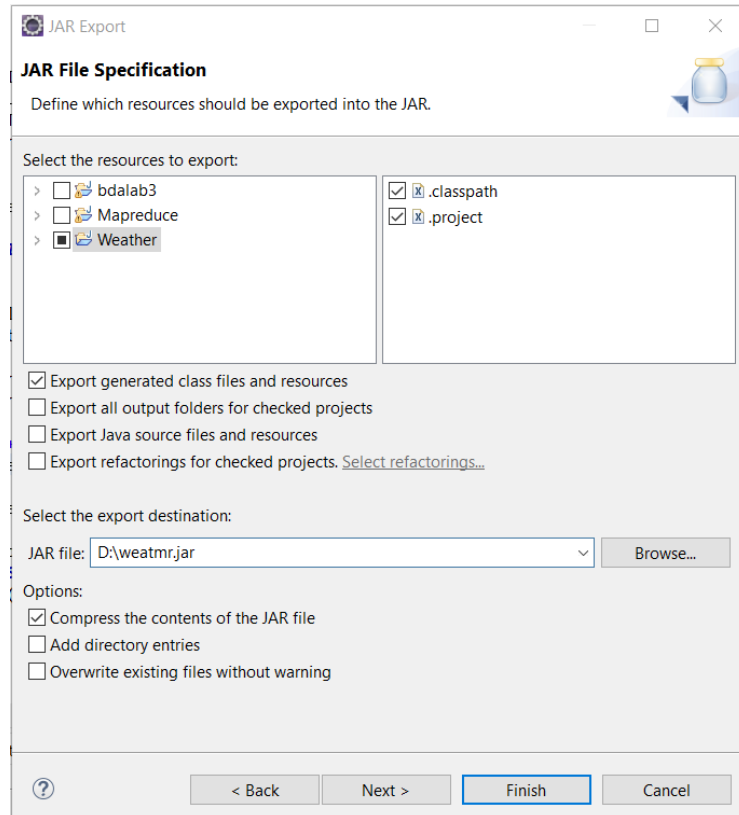 JAR Export
JAR File Specification
Define which resources should be exported into the JAR.
Select the resources to export:
bdalab3
Mapreduce
Weather
.classpath
.project
Export generated class files and resources
Export all output folders for checked projects
Export Java source files and resources
Export refactorings for checked projects. Select refactorings...
Select the export destination:
JAR file: D:\weatmr.jar Browse...
Options:
Compress the contents of the JAR file
Add directory entries
Overwrite existing files without warning
? < Back Next > Finish Cancel